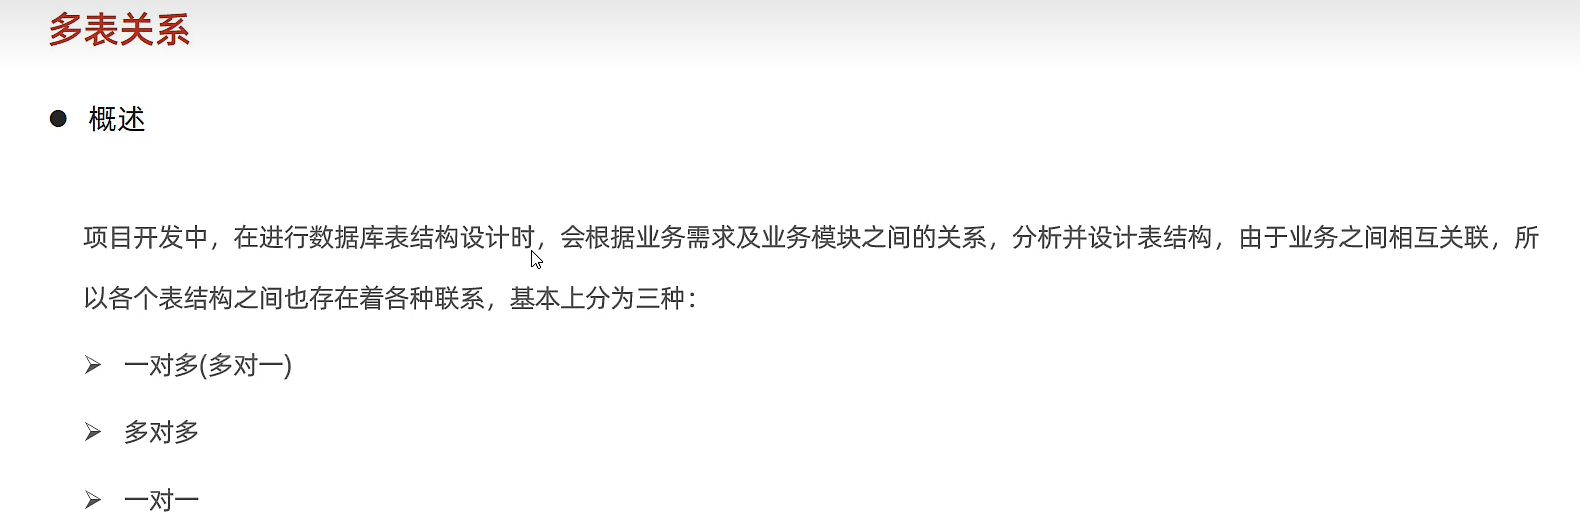 多表关系
概述
项目开发中，在进行数据库表结构设计时，会根据业务需求及业务模块之间的关系，分析并设计表结构，由于业务之间相互关联，所
以各个表结构之间也存在着各种联系，基本上分为三种：
一对多(多对一)
多对多
一对一